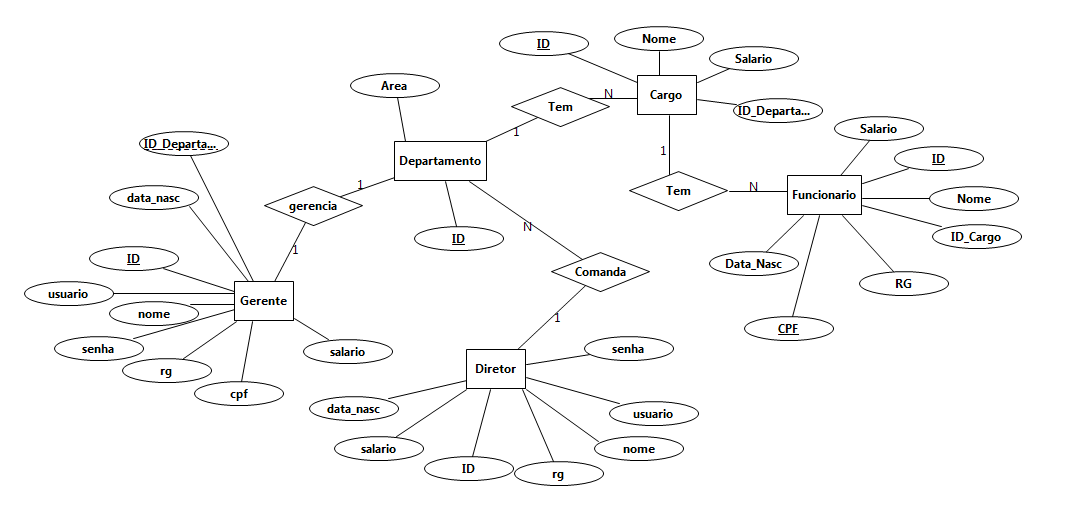 ID
Nome
Salario
ID_Departa...
Cargo
N
Tem
1
Area
Departamento
1
ID
N
1
Tem
N
Salario
ID
Nome
ID_Cargo
RG
CPF
Data_Nasc
Funcionario
ID_Departa...
data_nasc
ID
usuario
nome
senha
rg
cpf
salario
Gerente
gerencia
1
1
Comanda
1
Diretor
senha
usuario
nome
rg
ID
salario
data_nasc